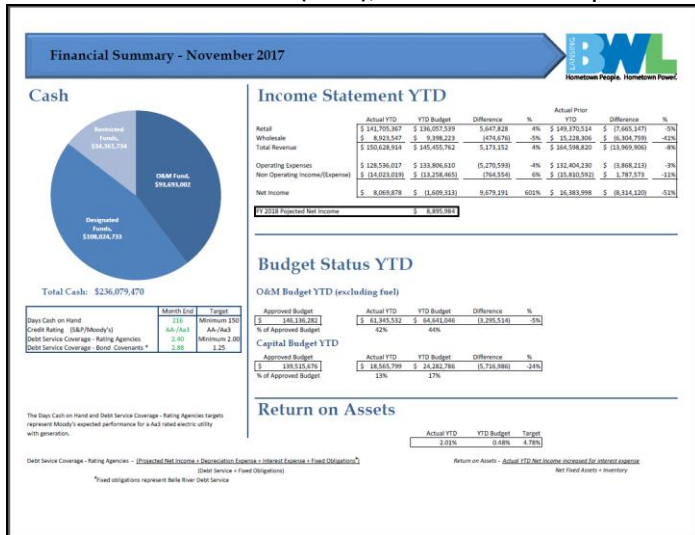 Financial Summary - November 2017
LANSING
BWL
Hometown People. Hometown Power.
Cash
Restricted
Funds,
$34,361,734
O&M Fund,
$93,693,002
Designated
Funds,
$108,024,733
Total Cash: $236,079,470
Month End Target
Days Cash on Hand 216 Minimum 150
Credit Rating (S&P/Moody's) AA-/Aa3 AA-/Aa3
Debt Service Coverage - Rating Agencies 2.40 Minimum 2.00
Debt Service Coverage - Bond Covenants * 2.88 1.25
The Days Cash on Hand and Debt Service Coverage - Rating Agencies targets
represent Moody's expected performance for a Aa3 rated electric utility
with generation.
Income Statement YTD
Actual YTD YTD Budget Difference % Actual Prior YTD Difference %
Retail $ 141,705,367 $ 136,057,539 5,647,828 4% $ 149,370,514 $ (7,665,147) -5%
Wholesale $ 8,923,547 $ 9,398,223 (474,676) -5% $ 15,228,306 $ (6,304,759) -41%
Total Revenue $ 150,628,914 $ 145,455,762 5,173,152 4% $ 164,598,820 $ (13,969,906) -8%
Operating Expenses $ 128,536,017 $ 133,806,610 (5,270,593) -4% $ 132,404,230 $ (3,868,213) -3%
Non Operating Income/(Expense) $ (14,023,019) $ (13,258,465) (764,554) 6% $ (15,810,592) $ 1,787,573 -11%
Net Income $ 8,069,878 $ (1,609,313) 9,679,191 601% $ 16,383,998 $ (8,314,120) -51%
FY 2018 Pojected Net Income $ 8,895,984
Budget Status YTD
O&M Budget YTD (excluding fuel)
Approved Budget Actual YTD YTD Budget Difference %
$ 146,136,282 $ 61,345,532 $ 64,641,046 (3,295,514) -5%
% of Approved Budget 42% 44%
Capital Budget YTD
Approved Budget Actual YTD YTD Budget Difference %
$ 139,515,676 $ 18,565,799 $ 24,282,786 (5,716,986) -24%
% of Approved Budget 13% 17%
Return on Assets
Actual YTD YTD Budget Target
2.01% 0.48% 4.78%
Debt Sevice Coverage - Rating Agencies - (Projected Net Income + Depreciation Expense + Interest Expense + Fixed Obligations*)
(Debt Service + Fixed Obligations)
*Fixed obligations represent Belle River Debt Service
Return on Assets - Actual YTD Net Income increased for interest expense
Net Fixed Assets + Inventory